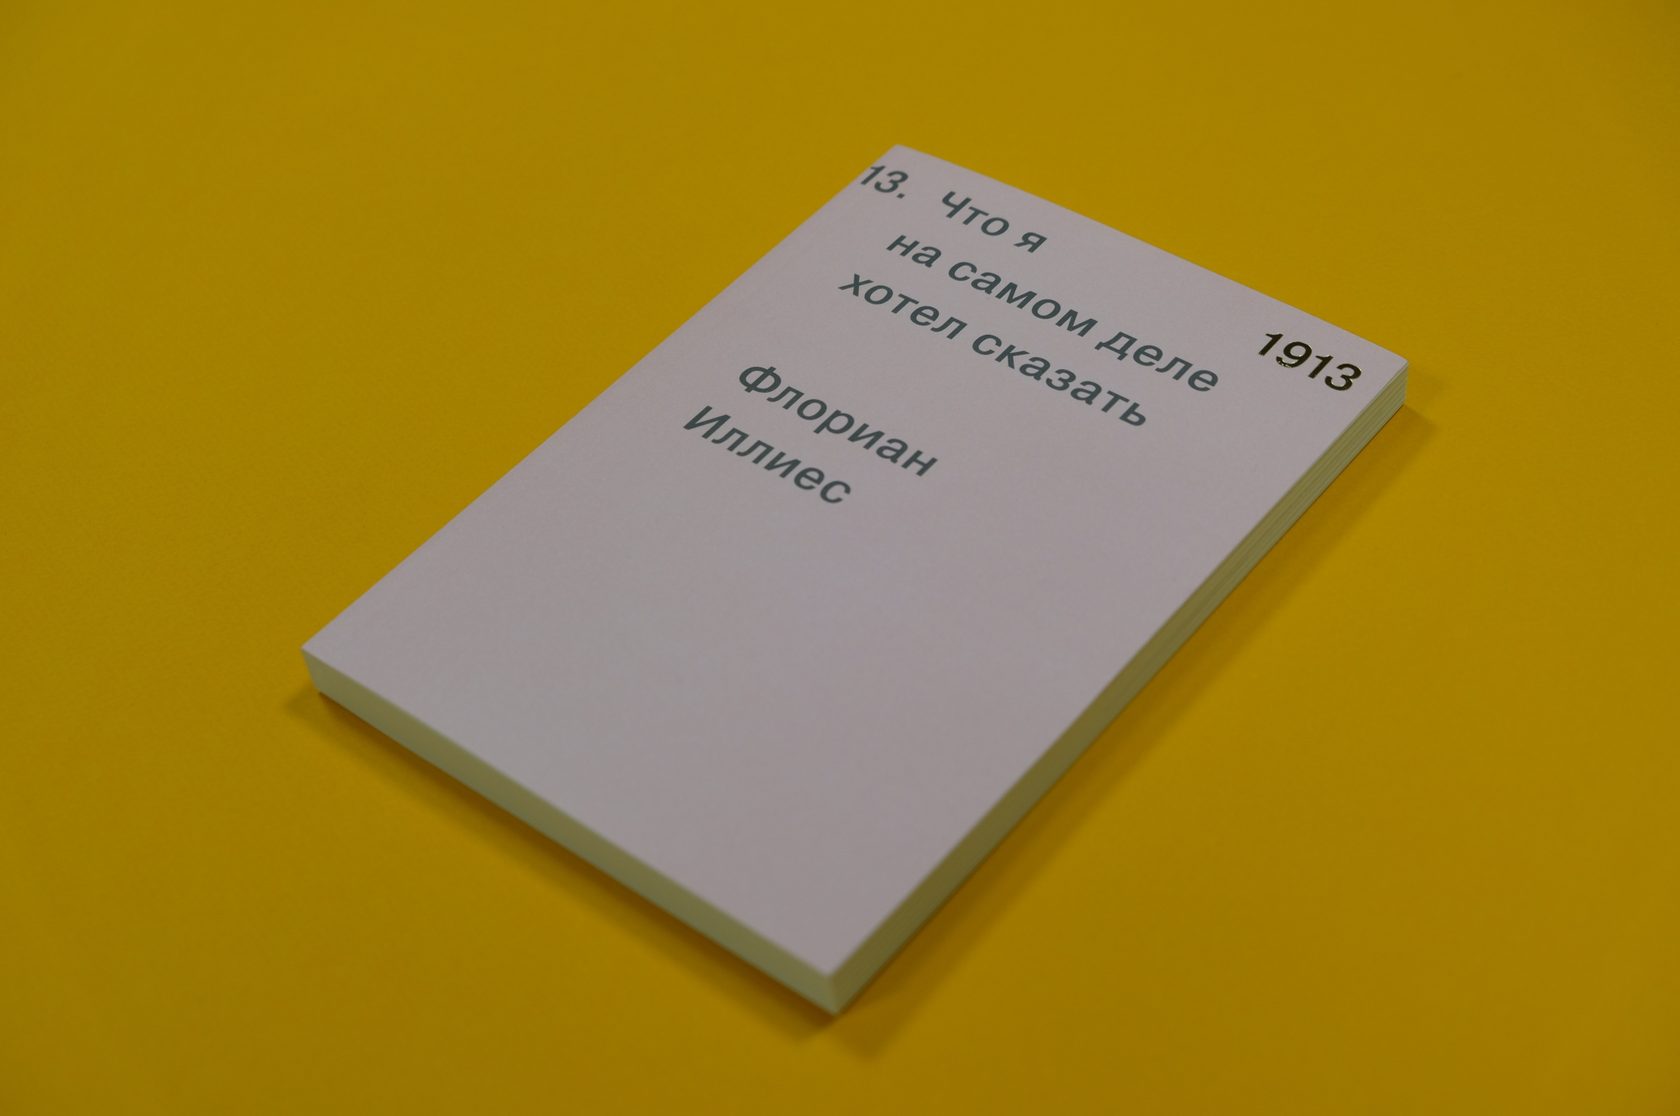 13. Что я
на самом деле
хотел сказать
1913
Флориан
Иллиес